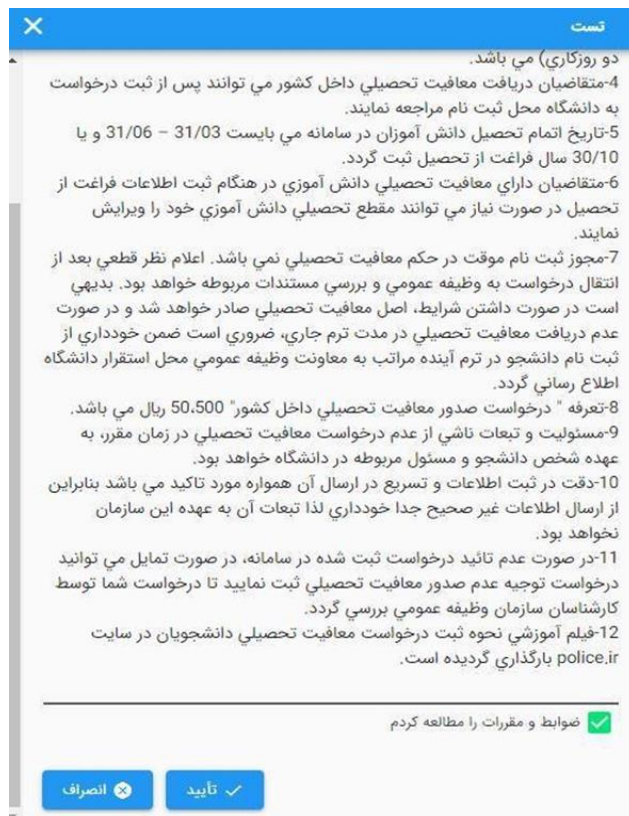 تست
دو روزکاري) مي باشد.
4-متقاضيان دريافت معافيت تحصيلي داخل کشور مي توانند پس از ثبت درخواست
به دانشگاه محل ثبت نام مراجعه نمايند.
5-تاريخ اتمام تحصيل دانش آموزان در سامانه مي بايست 31/03 – 31/06 و يا
30/10 سال فراغت از تحصيل ثبت گردد.
6-متقاضيان داراي معافيت تحصيلي دانش آموزي در هنگام ثبت اطلاعات فراغت از
تحصيل در صورت نياز مي توانند مقطع تحصيلي دانش آموزي خود را ويرايش
نمايند.
7-مجوز ثبت نام موقت در حکم معافيت تحصيلي نمي باشد. اعلام نظر قطعي بعد از
انتقال درخواست به وظيفه عمومي و بررسي مستندات مربوطه خواهد بود. بديهي
است در صورت داشتن شرايط، اصل معافيت تحصيلي صادر خواهد شد و در صورت
عدم دريافت معافيت تحصيلي در مدت ترم جاري، ضروري است ضمن خودداري از
ثبت نام دانشجو در ترم آينده مراتب به معاونت وظيفه عمومي محل استقرار دانشگاه
اطلاع رساني گردد.
8-تعرفه " درخواست صدور معافيت تحصيلي داخل کشور" 50،500 ريال مي باشد.
9-مسئوليت و تبعات ناشي از عدم درخواست معافيت تحصيلي در زمان مقرر، به
عهده شخص دانشجو و مسئول مربوطه در دانشگاه خواهد بود.
10-دقت در ثبت اطلاعات و تسريع در ارسال آن همواره مورد تاکيد مي باشد بنابراين
از ارسال اطلاعات غير صحيح جدا خودداري لذا تبعات آن به عهده اين سازمان
نخواهد بود.
11-در صورت عدم تائيد درخواست ثبت شده در سامانه، در صورت تمايل مي توانيد
درخواست توجيه عدم صدور معافيت تحصيلي ثبت نماييد تا درخواست شما توسط
کارشناسان سازمان وظيفه عمومي بررسي گردد.
12-فيلم آموزشي نحوه ثبت درخواست معافيت تحصيلي دانشجويان در سايت
police.ir بارگذاري گرديده است.
ضوابط و مقررات را مطالعه کردم
تأیید
انصراف